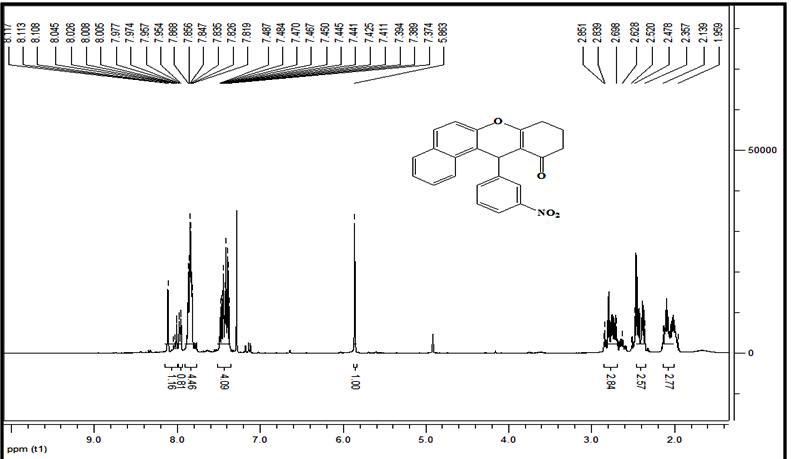 8.117 8.113 8.108 8.045 8.026 8.008 8.005 7.977 7.974 7.957 7.954 7.868 7.856 7.847 7.835 7.826 7.819 7.487 7.484 7.470 7.467 7.450 7.445 7.441 7.425 7.411 7.394 7.389 7.374 5.863 2.851 2.839 2.698 2.628 2.520 2.478 2.357 2.139 1.959
O
50000
O
NO2
0
1.16 0.81 4.46 4.09 1.00 2.84 2.57 2.77
9.0 8.0 7.0 6.0 5.0 4.0 3.0 2.0
ppm (t1)